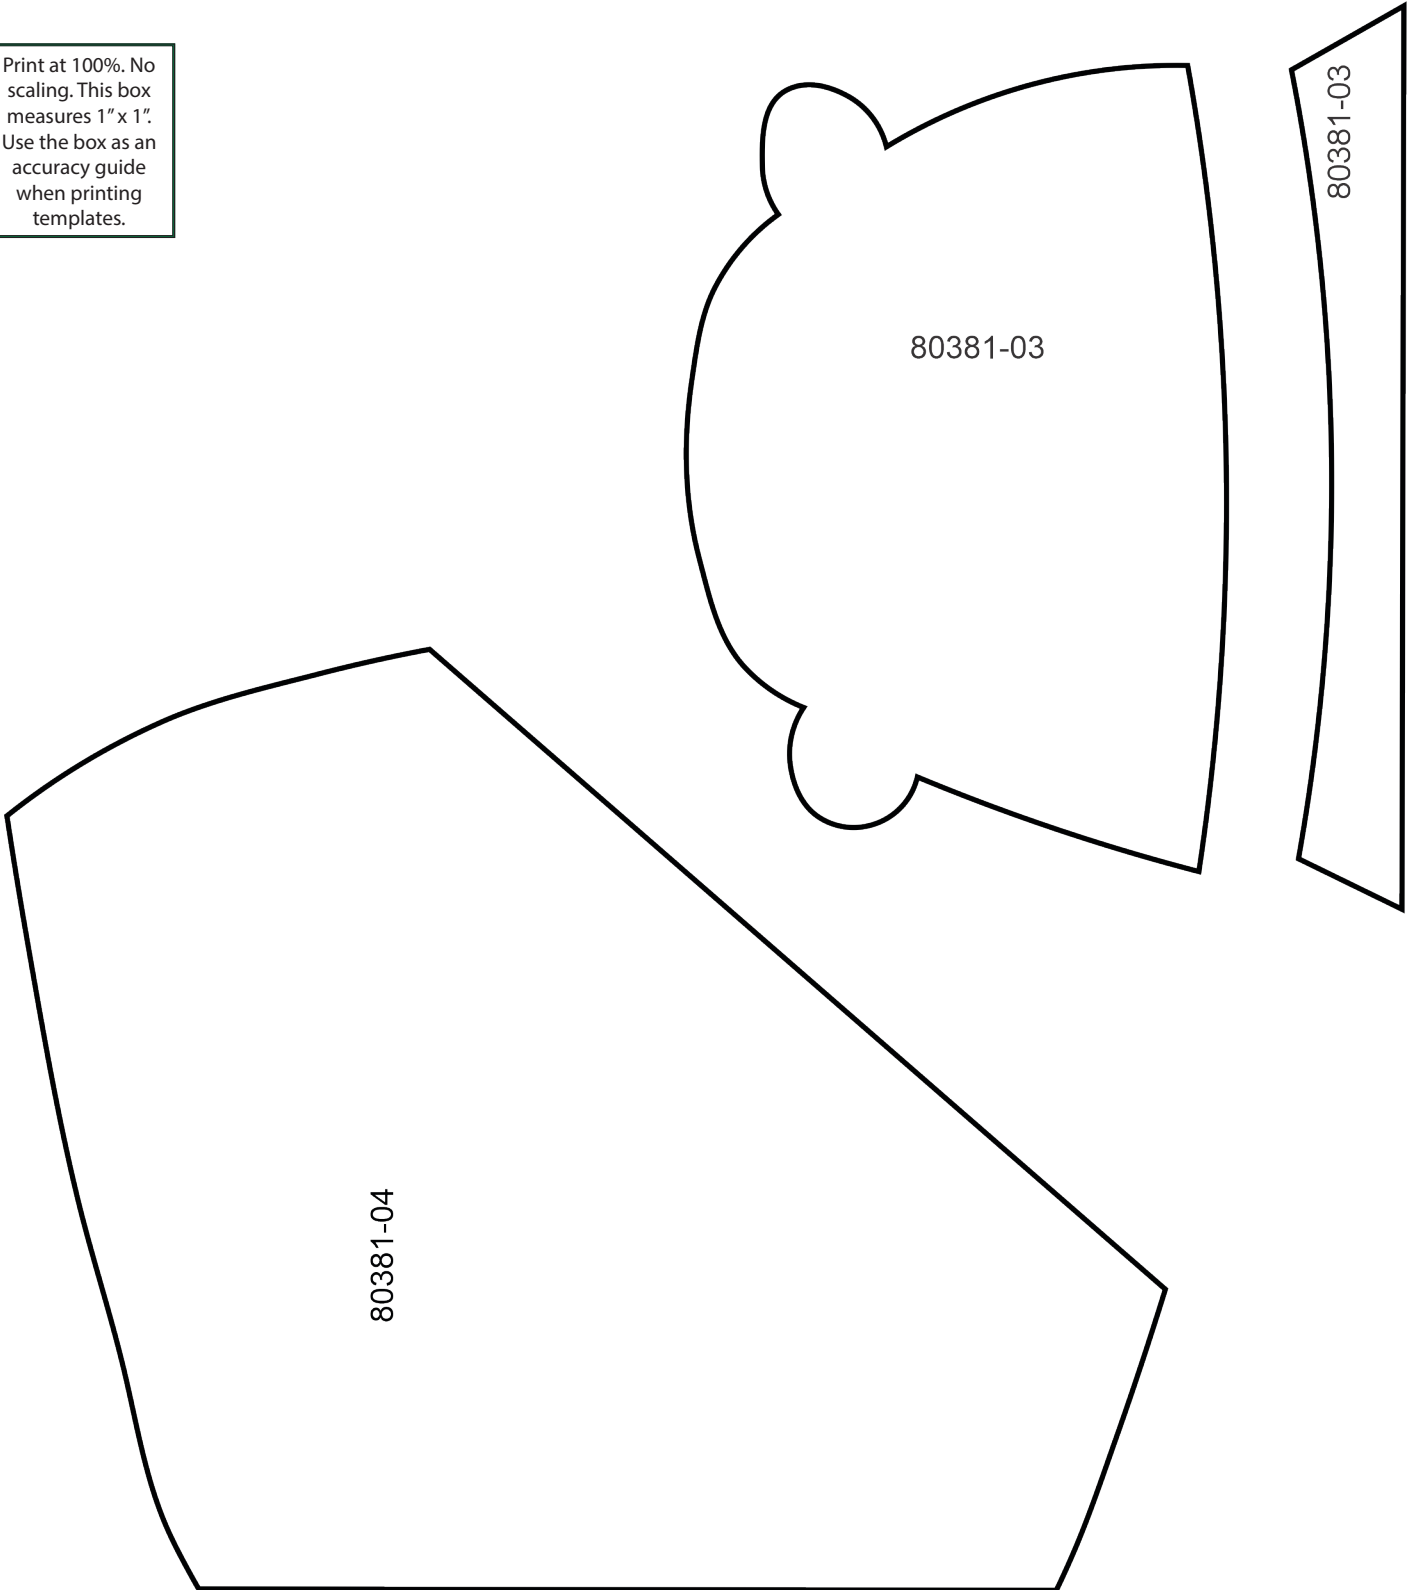 Print at 100%. No
scaling. This box
measures 1” x 1”.
Use the box as an
accuracy guide
when printing
templates.
80381-03
80381-03
80381-04